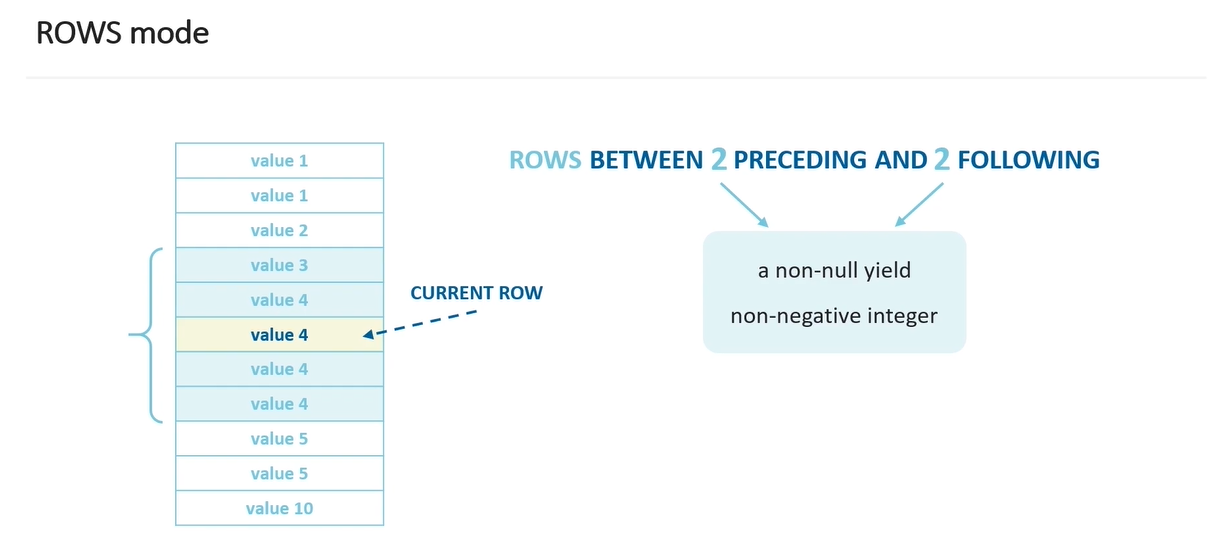 ROWS mode
value 1
value 1
value 2
value 3
value 4
value 4
value 4
value 4
value 5
value 5
value 10
CURRENT ROW
ROWS BETWEEN 2 PRECEDING AND 2 FOLLOWING
a non-null yield
non-negative integer